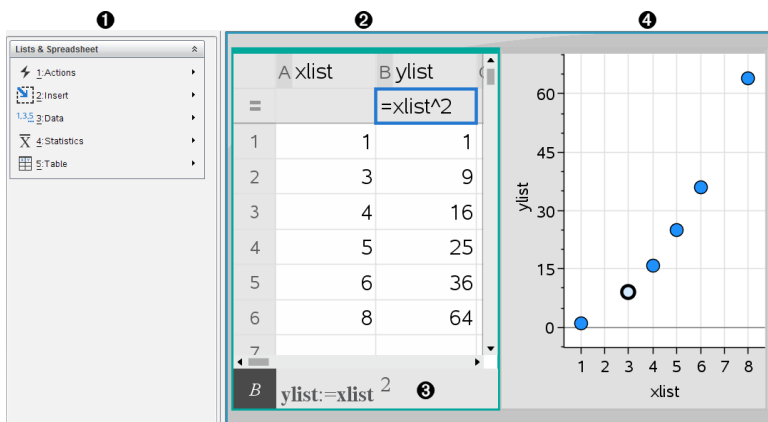 ❶ ❷ ❹
Lists & Spreadsheet
1:Actions
1,3,5 2:Insert
3:Data
X 4:Statistics
5:Table
A xlist B ylist
= =xlist^2
1 1 1
2 3 9
3 4 16
4 5 25
5 6 36
6 8 64
7
B ylist:=xlist 2 ❸
60
45
30
15
0
ylist
1 2 3 4 5 6 7 8
xlist